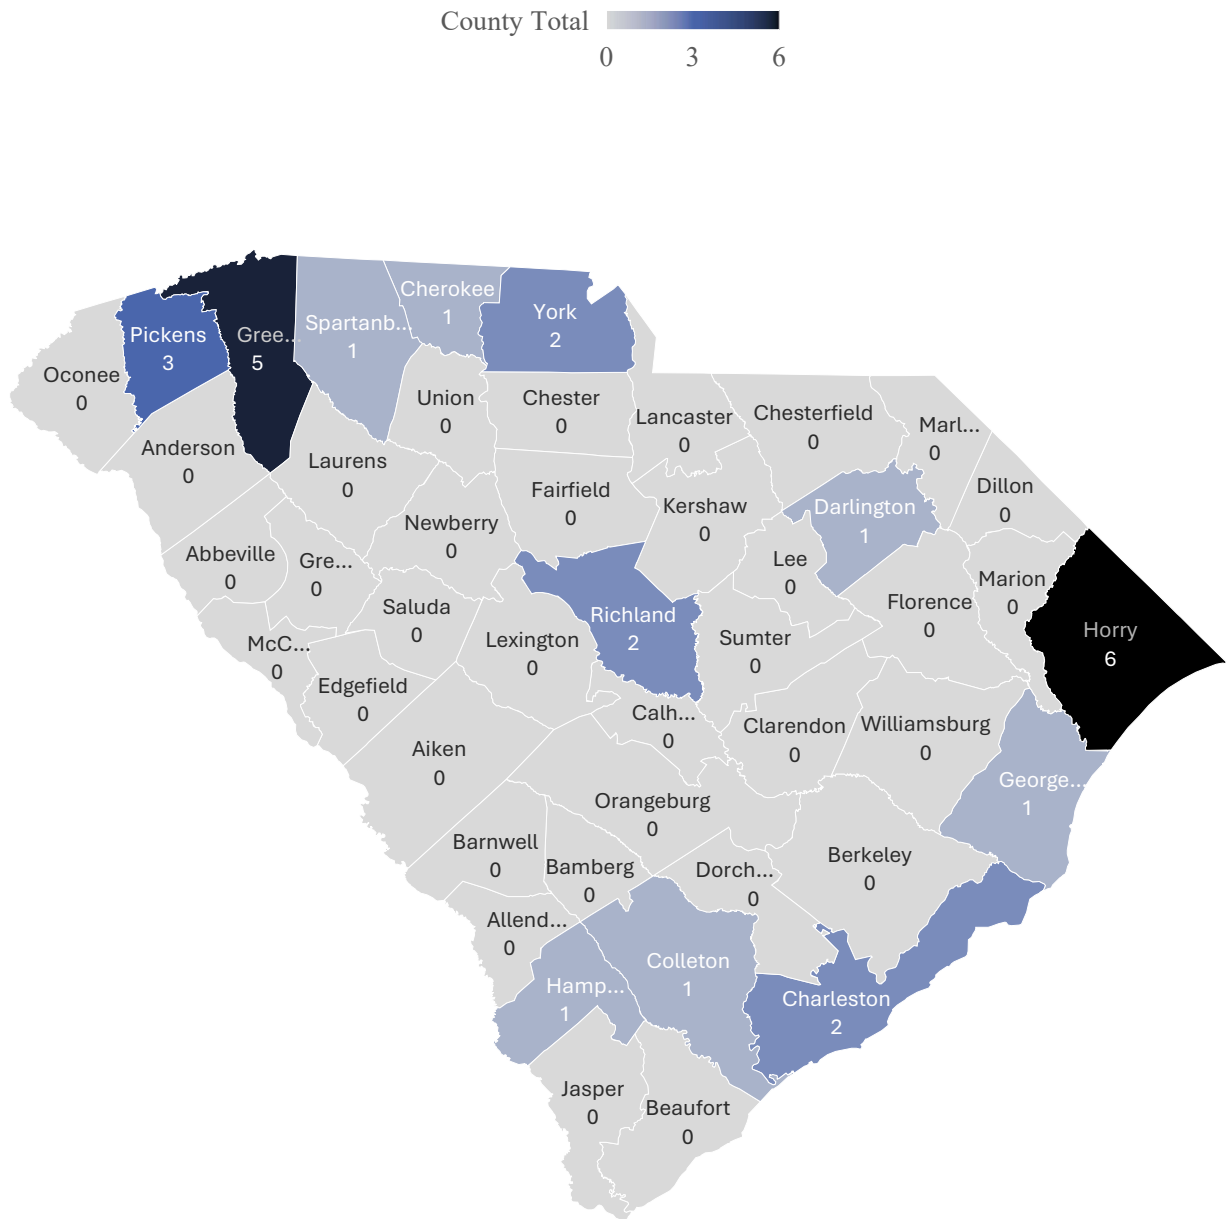 County Total
0 3 6
Cherokee
1
York
2
Spartanb...
1
Pickens
3
Gree...
5
Oconee
0
Union
0
Chester
0
Lancaster
0
Chesterfield
0
Marl...
0
Anderson
0
Laurens
0
Fairfield
0
Kershaw
0
Darlington
1
Dillon
0
Newberry
0
Abbeville
0
Gre...
0
Lee
0
Marion
0
Saluda
0
Richland
2
Florence
0
Horry
6
McC...
0
Lexington
0
Sumter
0
Edgefield
0
Calh...
0
Clarendon
0
Williamsburg
0
Aiken
0
George...
1
Orangeburg
0
Barnwell
0
Bamberg
0
Dorch...
0
Berkeley
0
Allend...
0
Colleton
1
Hamp...
1
Charleston
2
Jasper
0
Beaufort
0